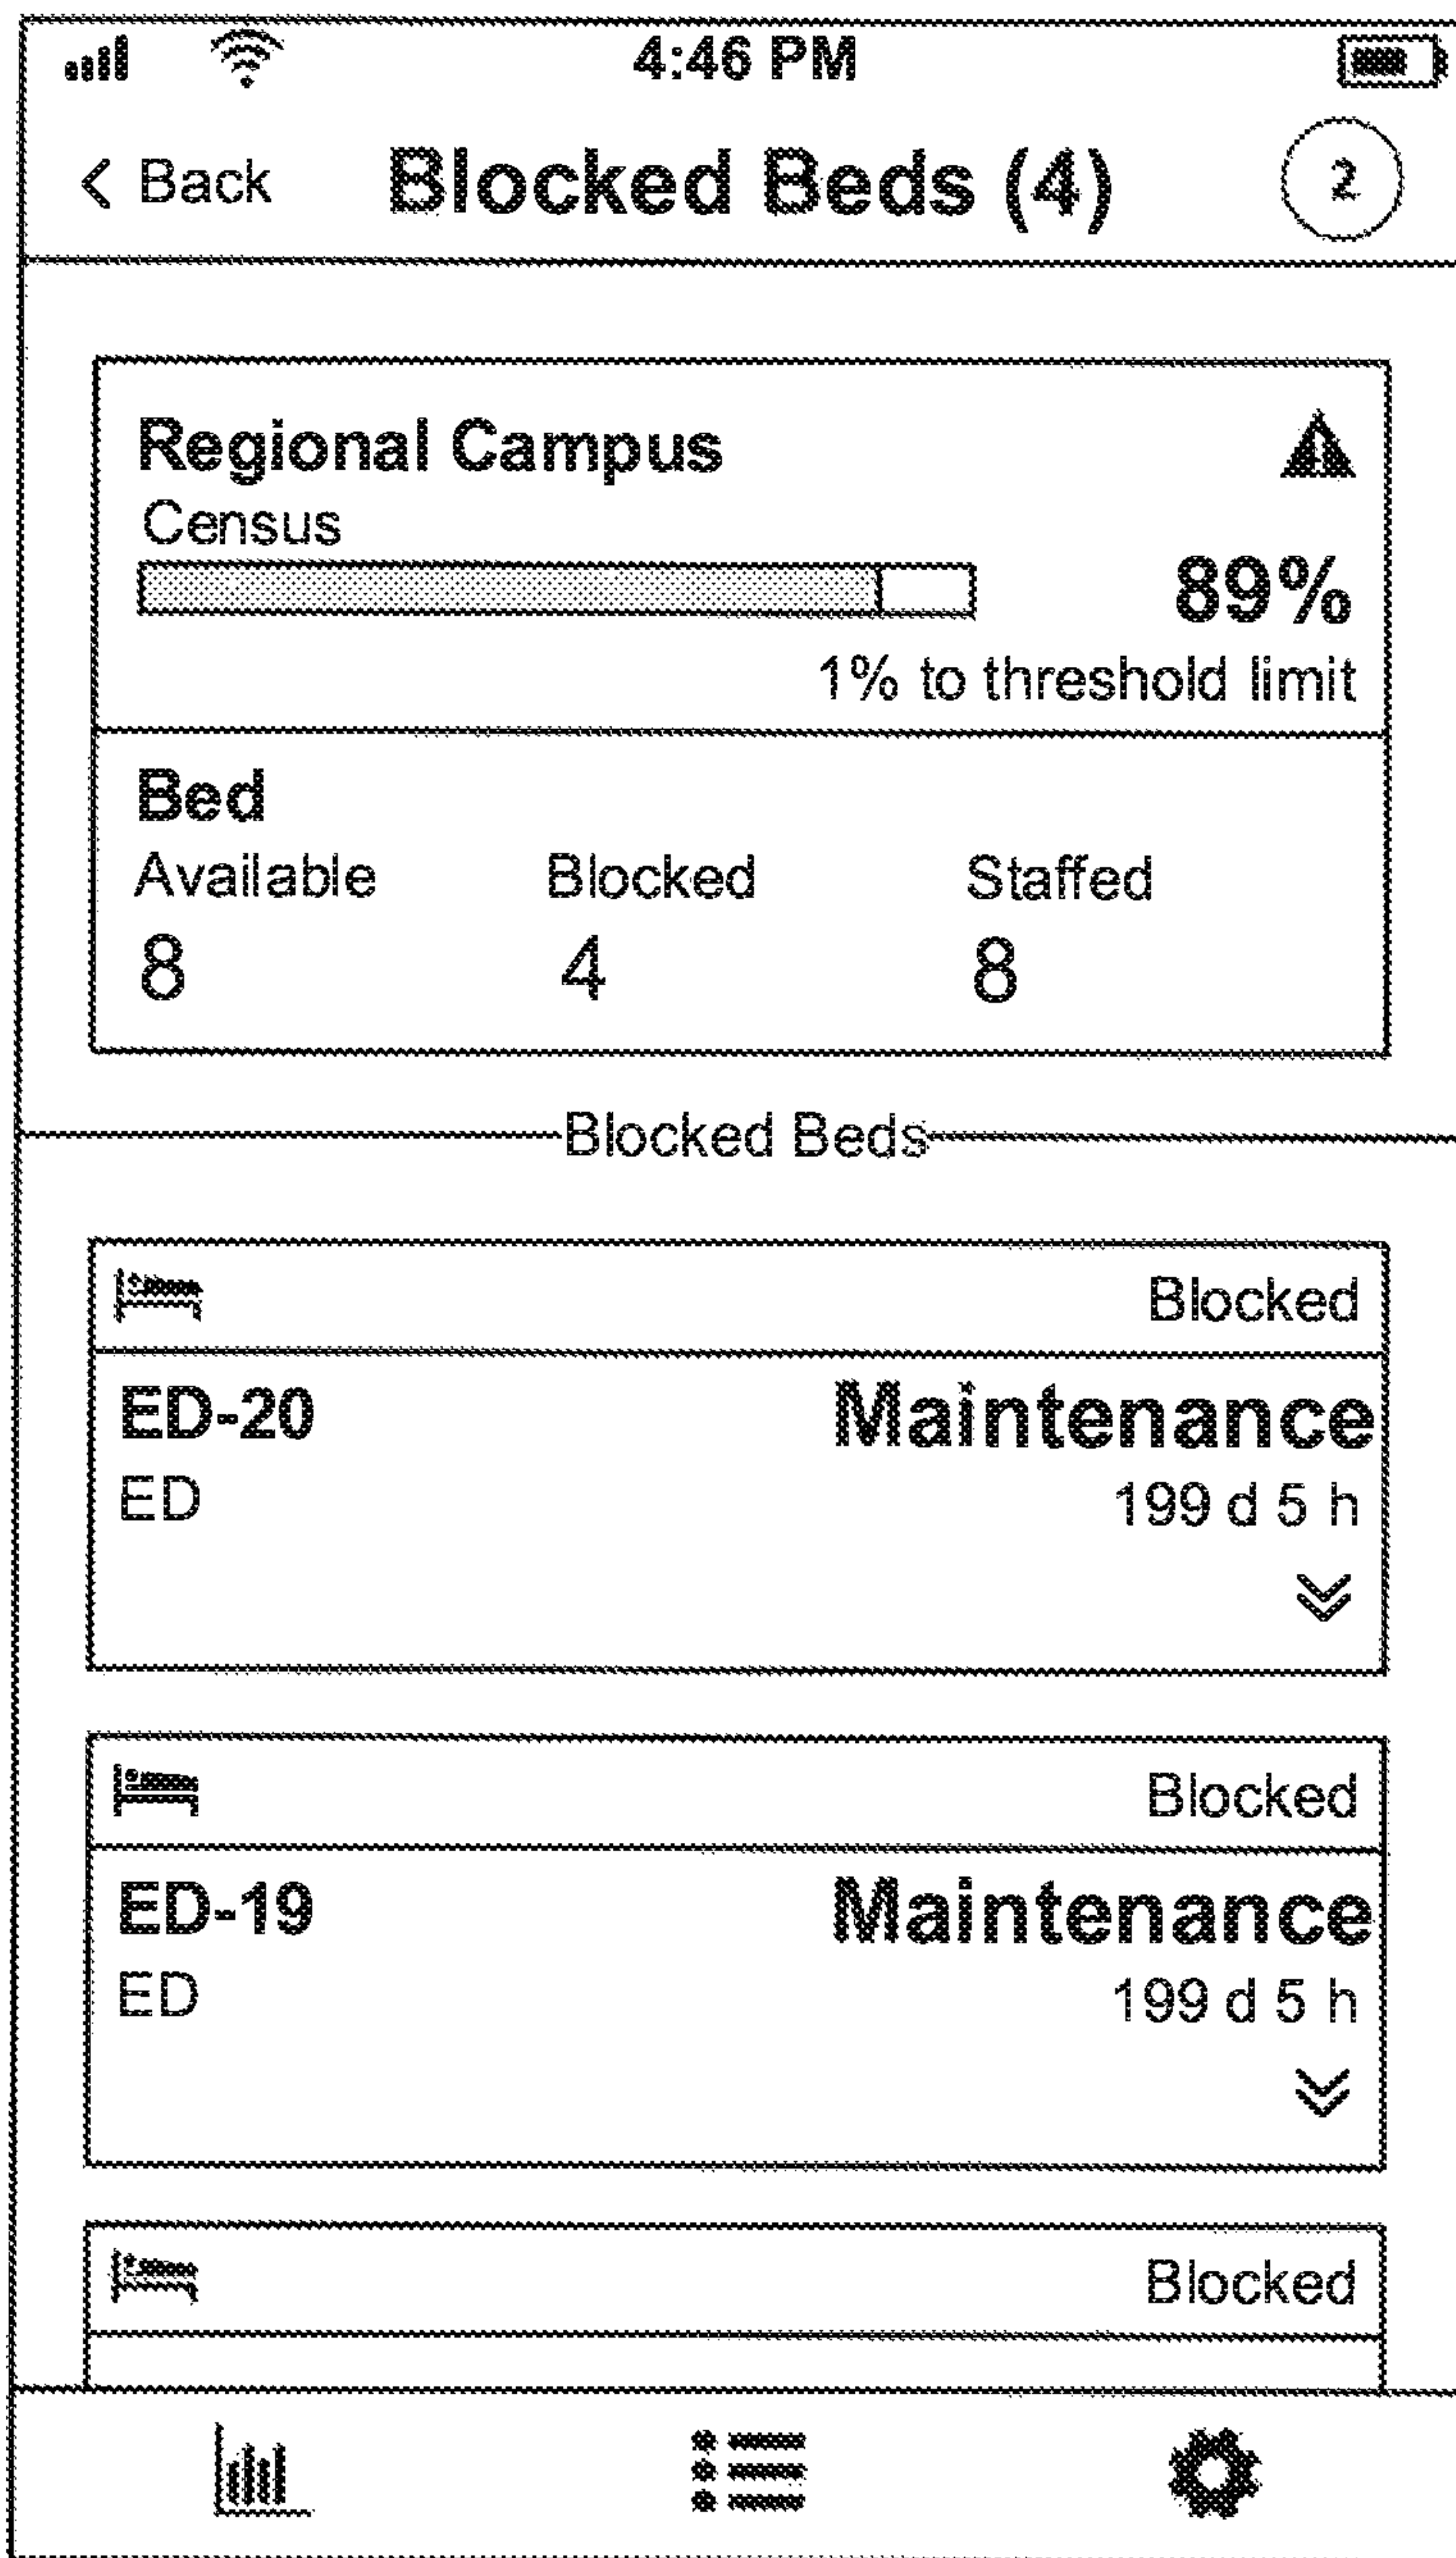 4:46 PM
< Back Blocked Beds (4) 2
Regional Campus
Census
89%
1% to threshold limit
Bed
Available Blocked Staffed
8 4 8
Blocked Beds
Blocked
ED-20 Maintenance
ED 199 d 5 h
Blocked
ED-19 Maintenance
ED 199 d 5 h
Blocked